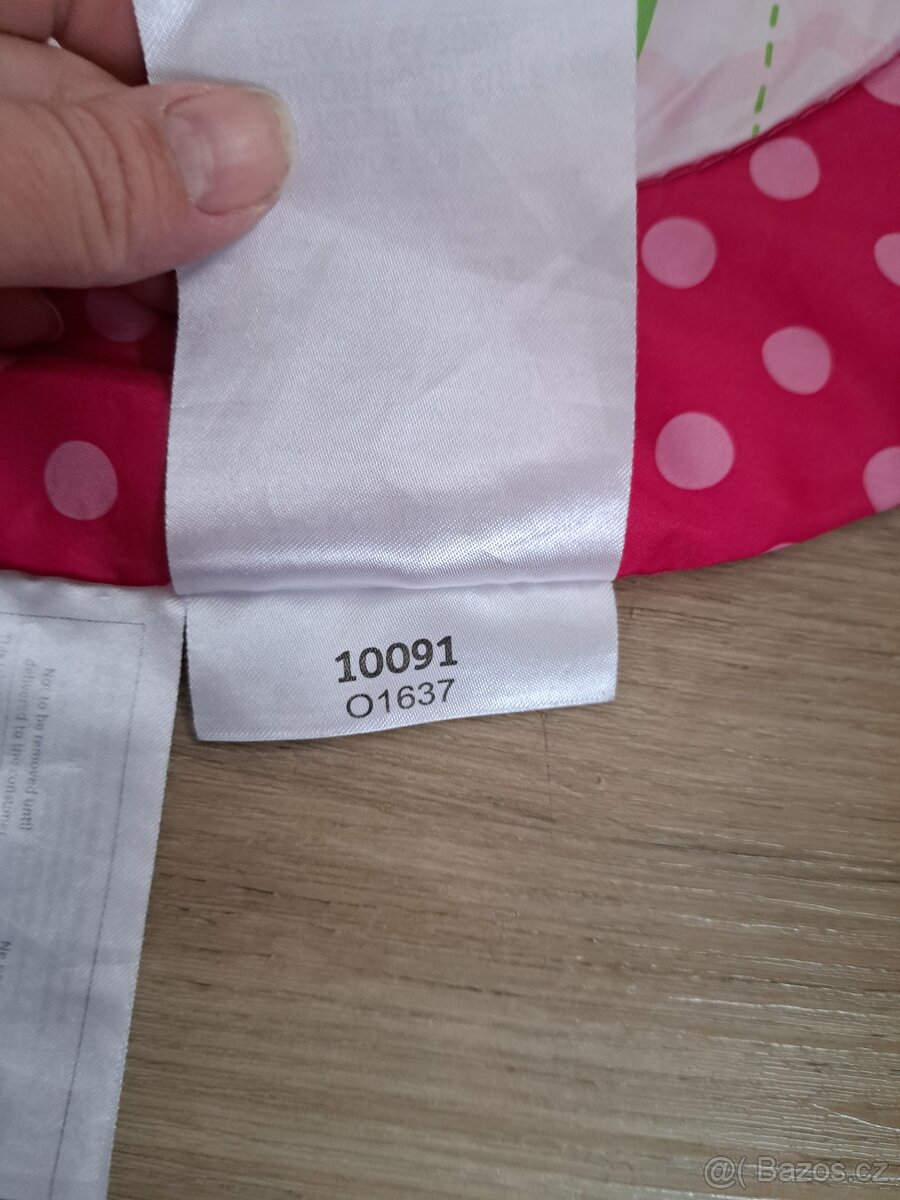 10091
O1637
Not to be removed until
delivered to the consumer
@( Bazos.cz